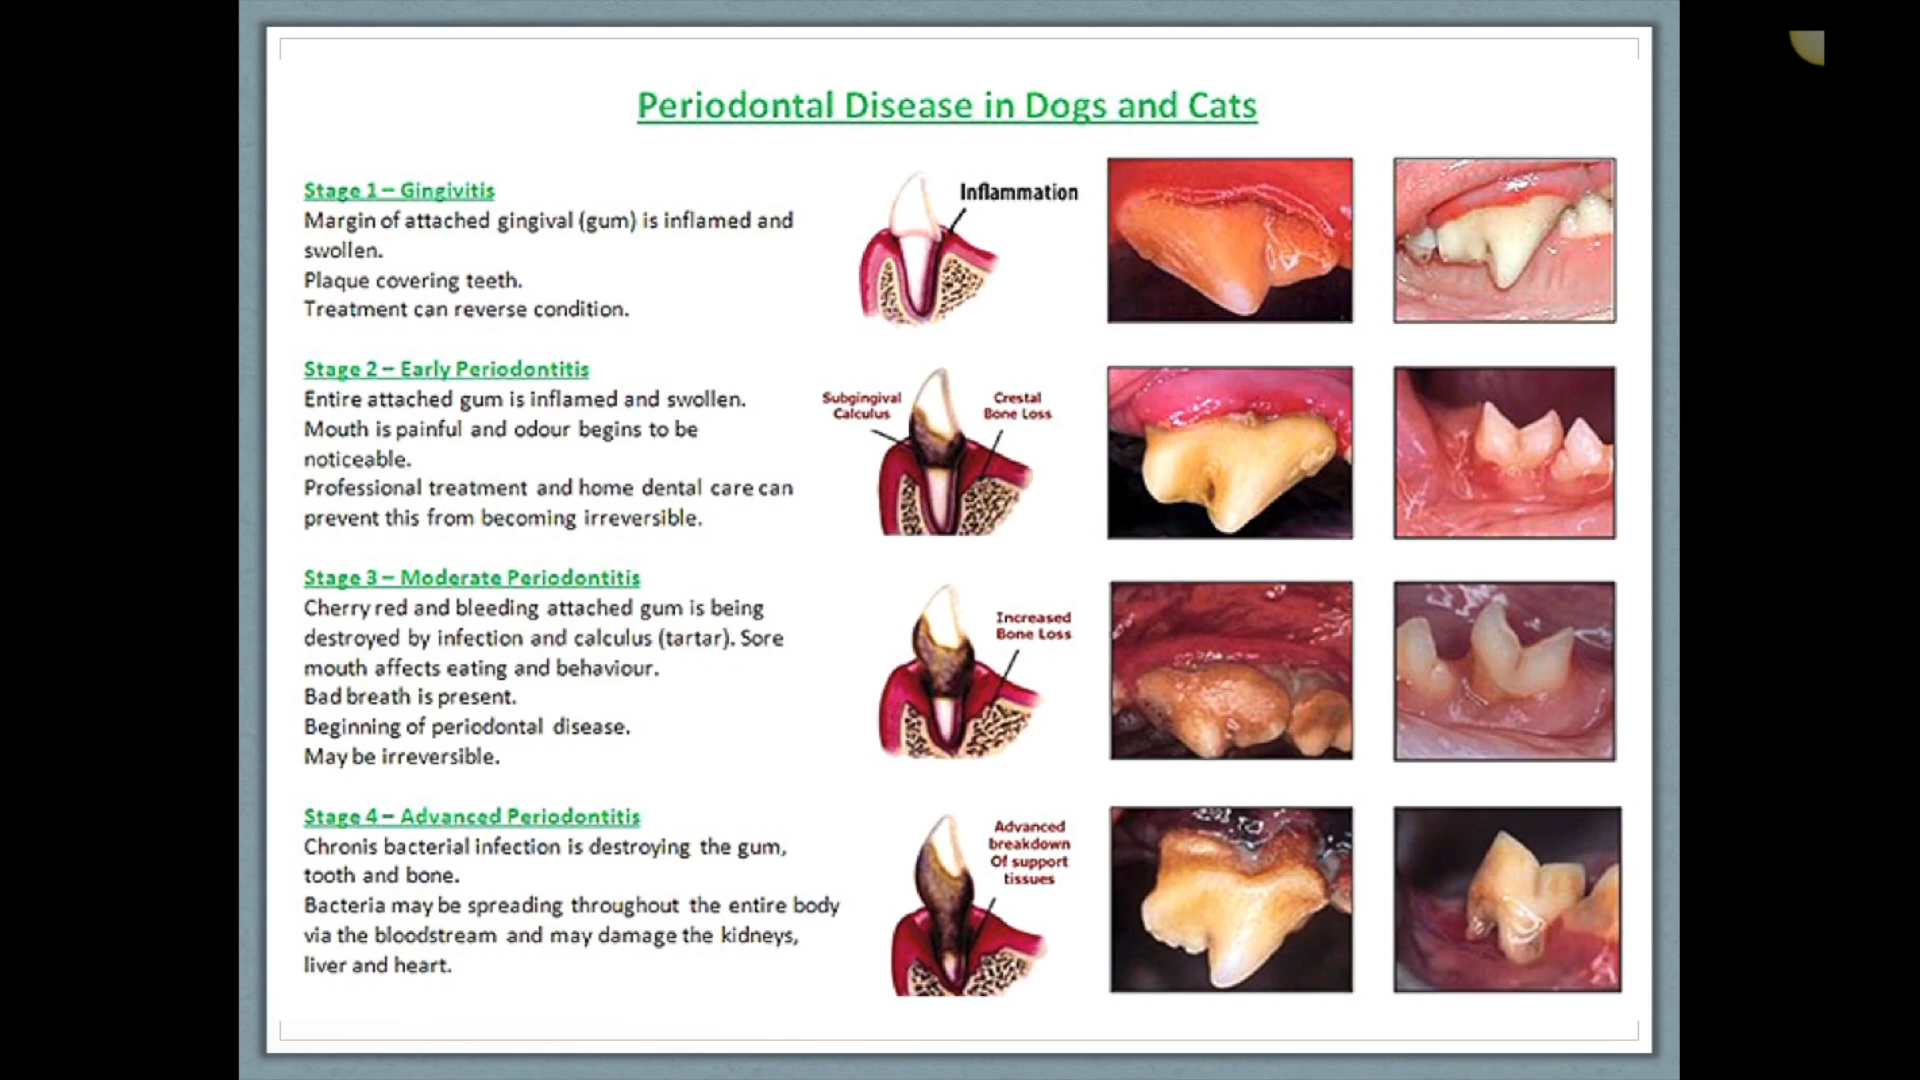 Periodontal Disease in Dogs and Cats
Stage 1 – Gingivitis
Margin of attached gingival (gum) is inflamed and
swollen.
Plaque covering teeth.
Treatment can reverse condition.
Inflammation
Stage 2 – Early Periodontitis
Entire attached gum is inflamed and swollen.
Mouth is painful and odour begins to be
noticeable.
Professional treatment and home dental care can
prevent this from becoming irreversible.
Subgingival
Calculus
Crestal
Bone Loss
Stage 3 – Moderate Periodontitis
Cherry red and bleeding attached gum is being
destroyed by infection and calculus (tartar). Sore
mouth affects eating and behaviour.
Bad breath is present.
Beginning of periodontal disease.
May be irreversible.
Increased
Bone Loss
Stage 4 – Advanced Periodontitis
Chronis bacterial infection is destroying the gum,
tooth and bone.
Bacteria may be spreading throughout the entire body
via the bloodstream and may damage the kidneys,
liver and heart.
Advanced
breakdown
Of support
tissues